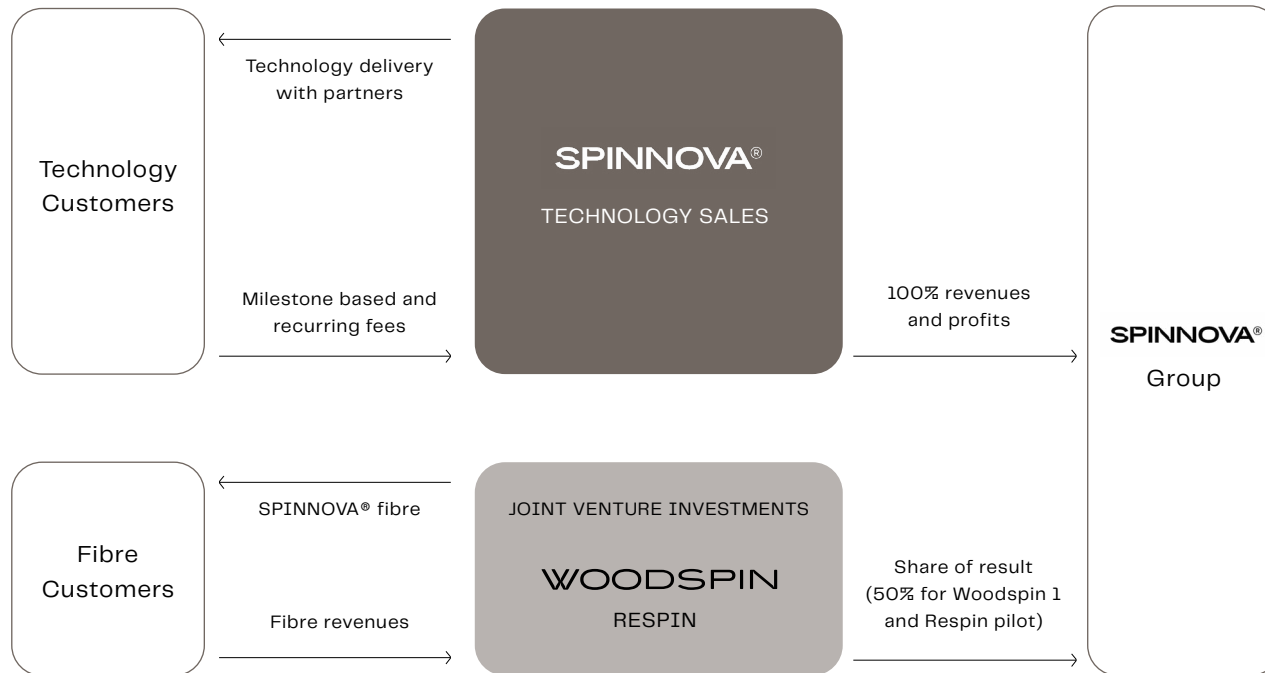 Technology
Customers
Technology delivery
with partners
Milestone based and
recurring fees
SPINNOVA®
TECHNOLOGY SALES
100% revenues
and profits
SPINNOVA®
Group
Fibre
Customers
SPINNOVA® fibre
Fibre revenues
JOINT VENTURE INVESTMENTS
WOODSPIN
RESPIN
Share of result
(50% for Woodspin 1
and Respin pilot)